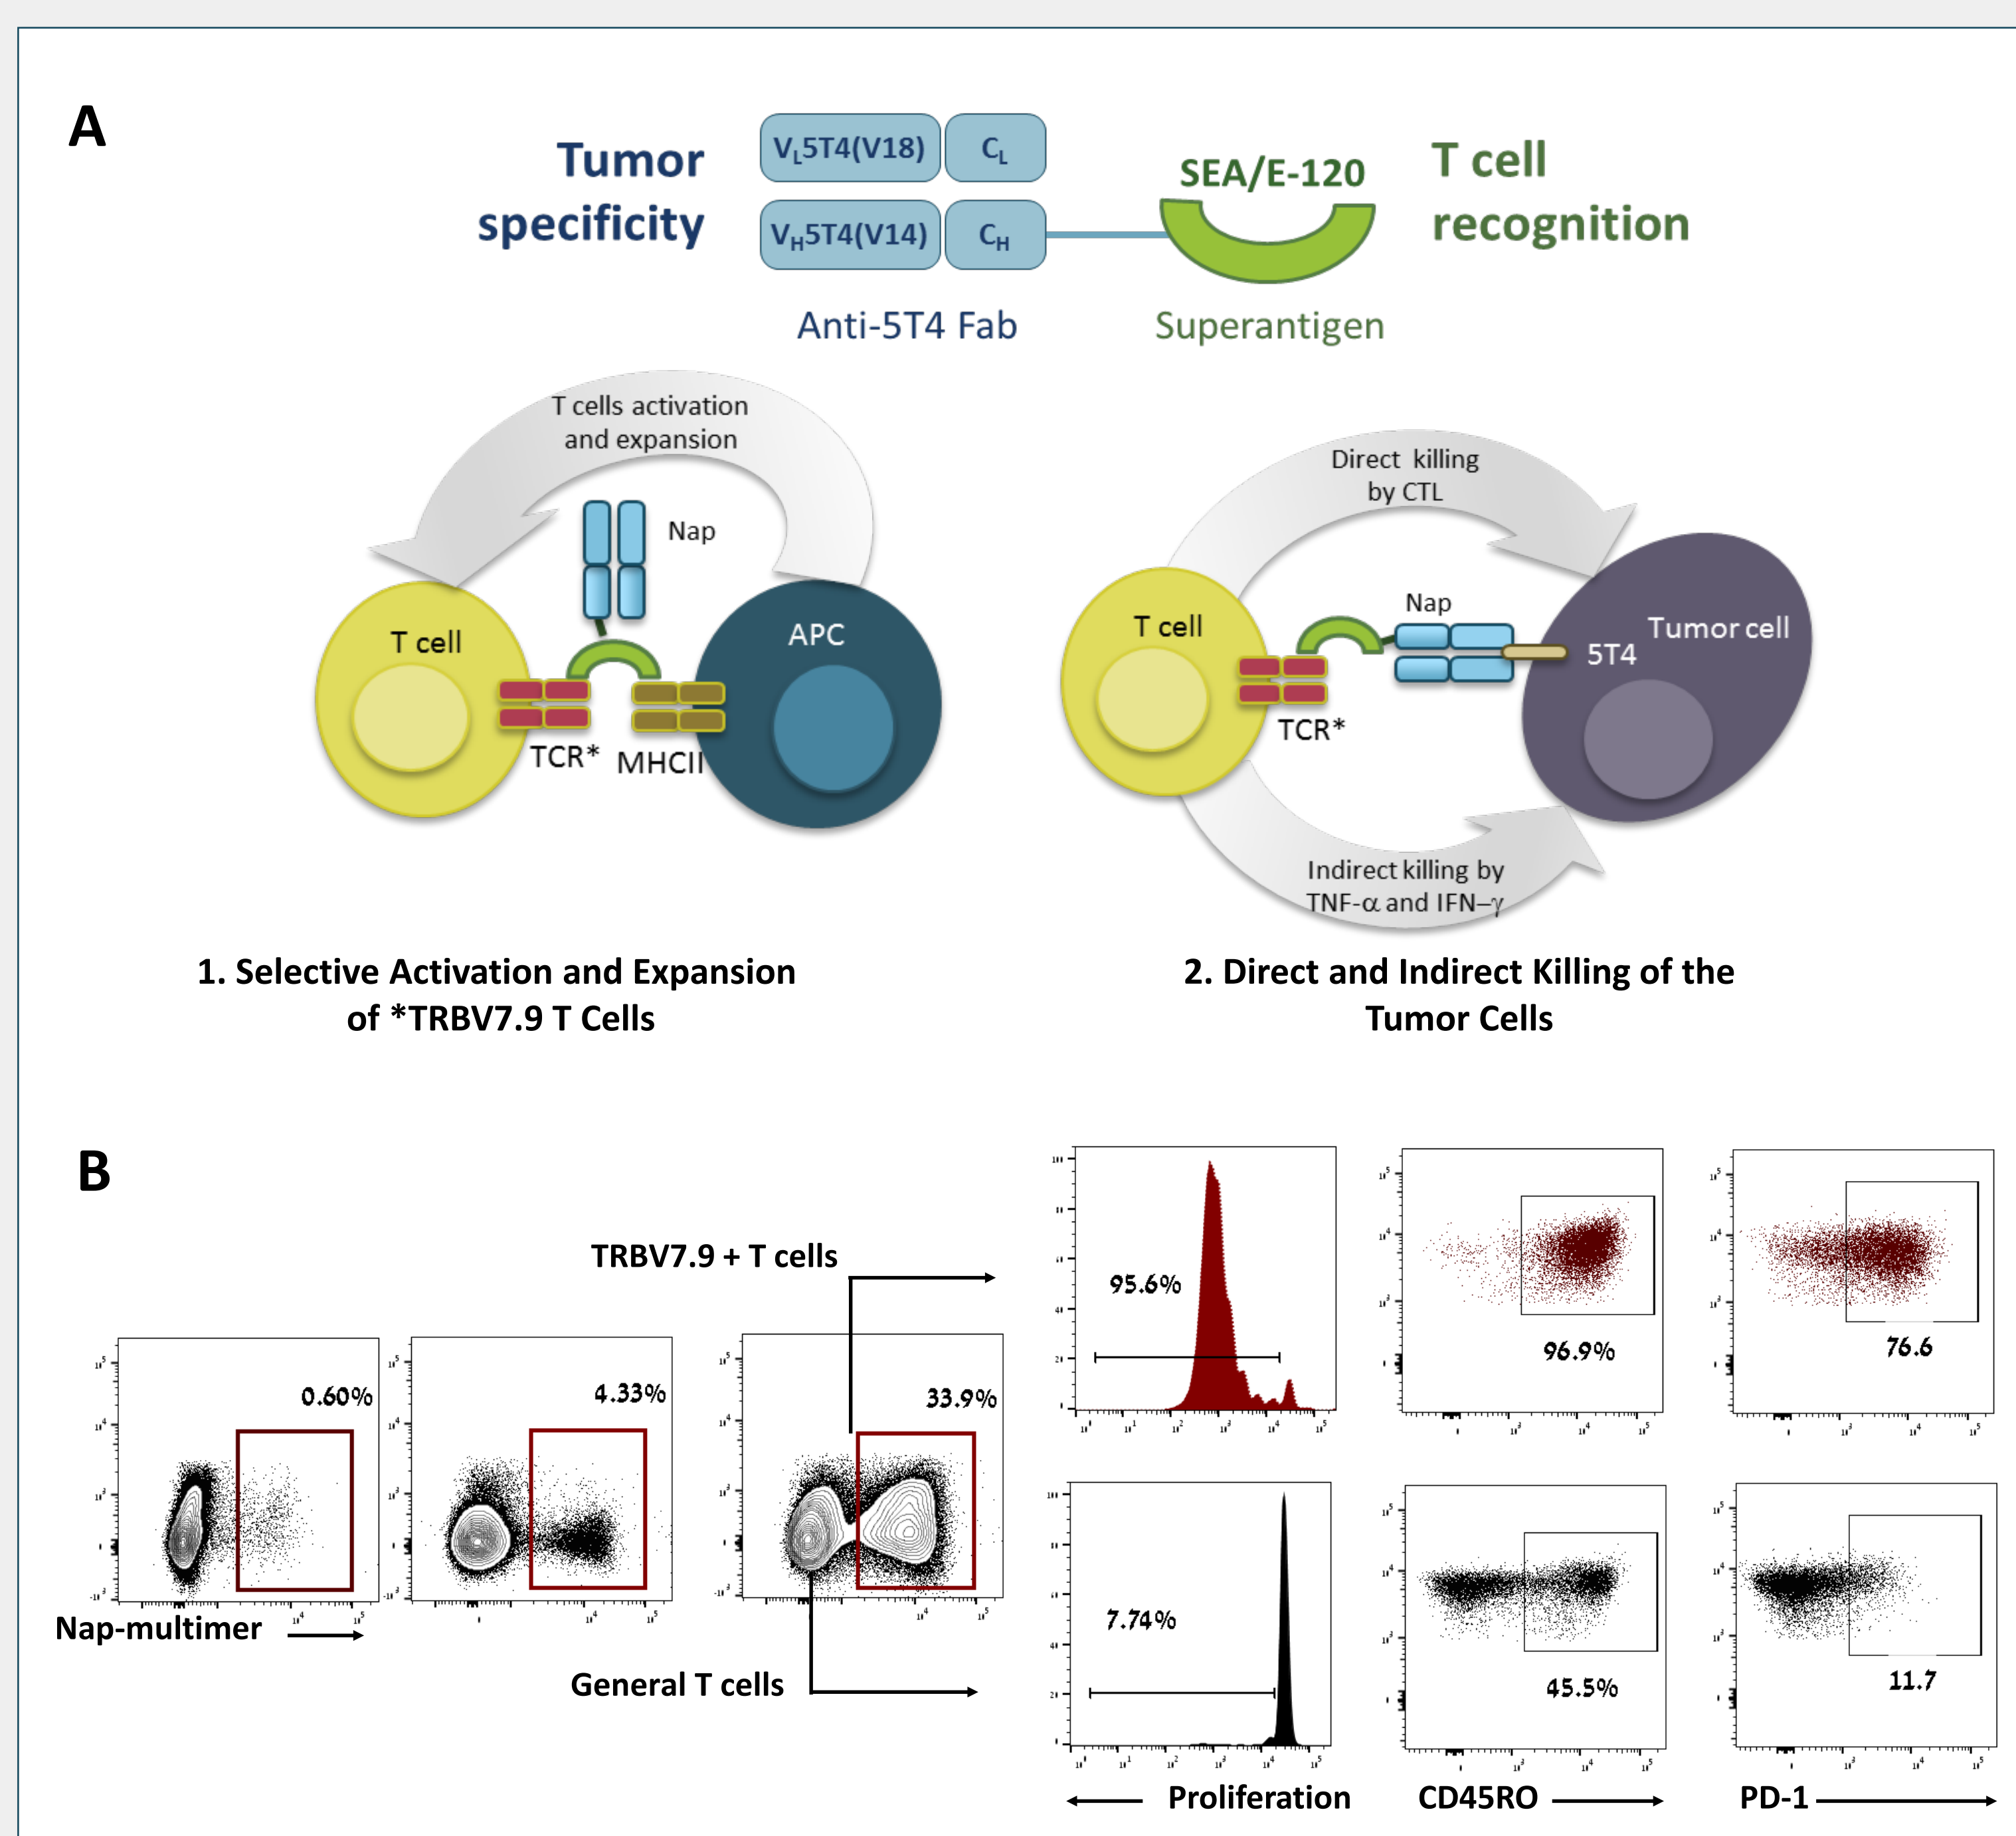 A
Tumor
specificity
VL5T4(V18)
CL
VH5T4(V14)
CH
SEA/E-120
T cell
recognition
Anti-5T4 Fab
Superantigen
T cells activation
and expansion
Nap
T cell
APC
TCR*
MHCII
Direct killing
by CTL
T cell
Nap
Tumor cell
5T4
TCR*
Indirect killing by
TNF-α and IFN–γ
1. Selective Activation and Expansion
of *TRBV7.9 T Cells
2. Direct and Indirect Killing of the
Tumor Cells
B
TRBV7.9 + T cells
0.60%
4.33%
33.9%
95.6%
96.9%
76.6
Nap-multimer
General T cells
7.74%
45.5%
11.7
Proliferation
CD45RO
PD-1